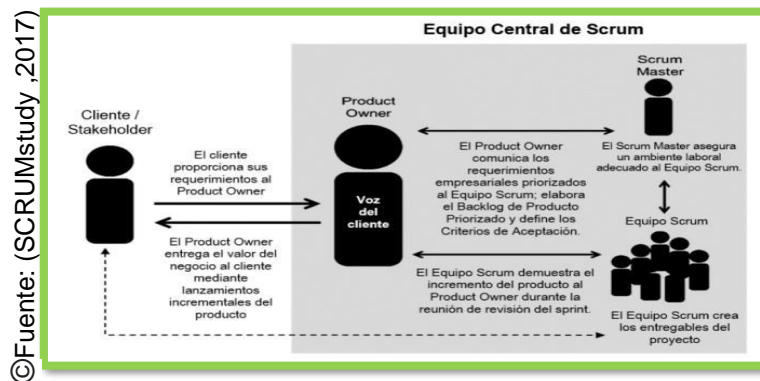 ©Fuente: (SCRUMstudy ,2017)
Equipo Central de Scrum
Cliente /
Stakeholder
El cliente
proporciona sus
requerimientos al
Product Owner
El Product Owner
entrega el valor del
negocio al cliente
mediante
lanzamientos
incrementales del
producto
Product
Owner
Voz
del
cliente
El Product Owner
comunica los
requerimientos
empresariales priorizados
al Equipo Scrum; elabora
el Backlog de Producto
Priorizado y define los
Criterios de Aceptación.
El Equipo Scrum demuestra el
incremento del producto al
Product Owner durante la
reunión de revisión del sprint.
Scrum
Master
El Scrum Master asegura
un ambiente laboral
adecuado al Equipo Scrum.
Equipo Scrum
El Equipo Scrum crea
los entregables del
proyecto